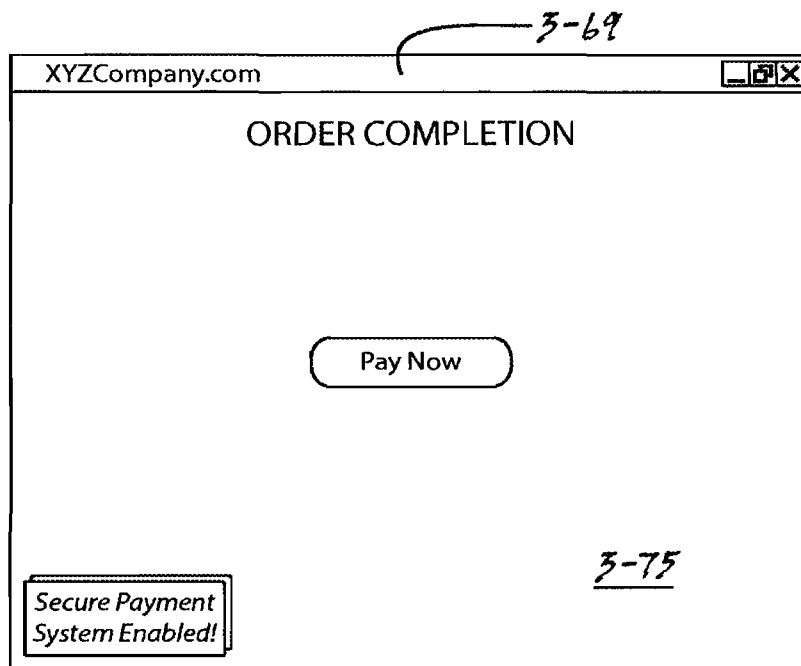 3-69
XYZCompany.com
ORDER COMPLETION
Pay Now
3-75
Secure Payment
System Enabled!